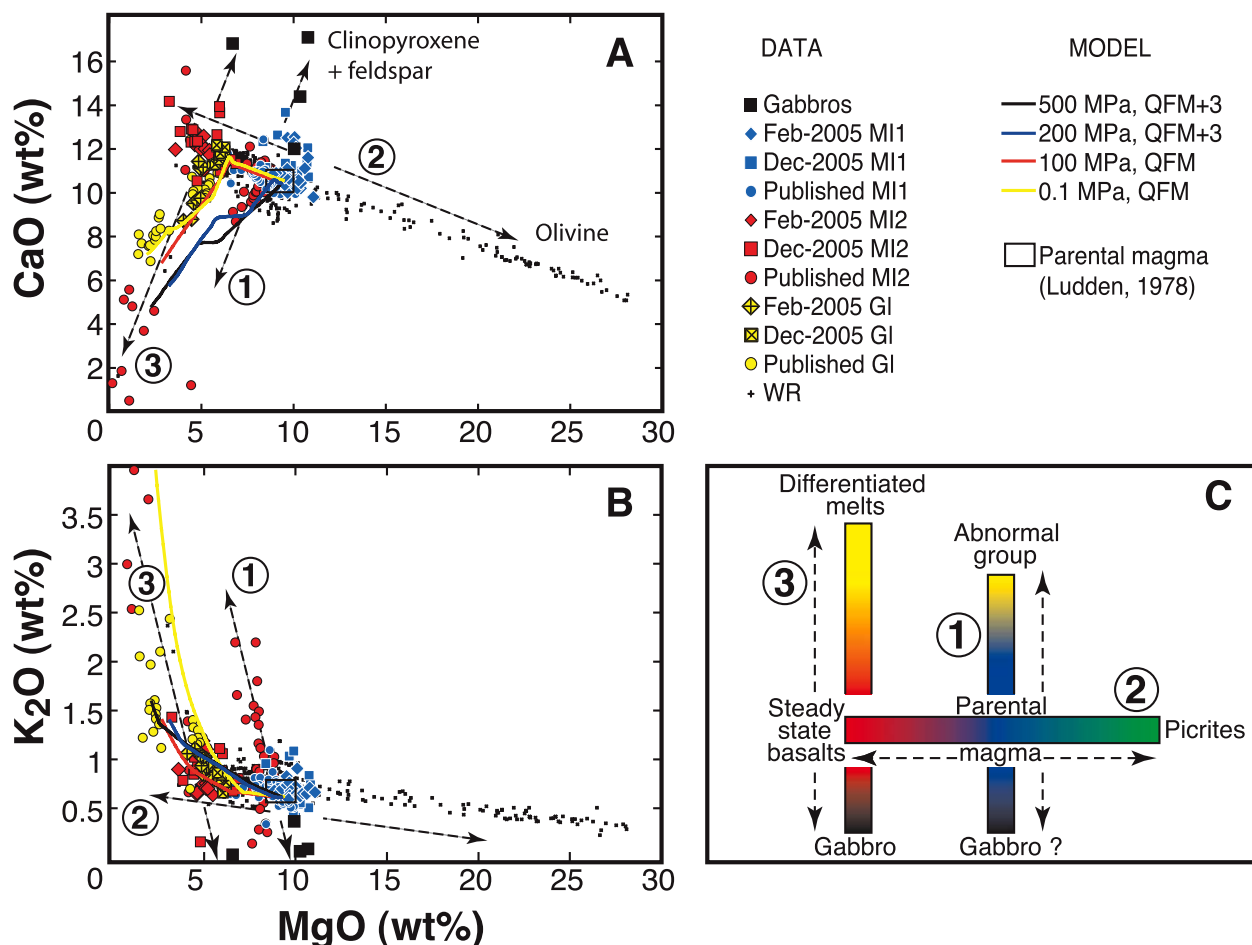 A
CaO (wt%)
16
14
12
10
8
6
4
2
0
5
10
15
20
25
30
Clinopyroxene
+ feldspar
2
Olivine
1
3
DATA
Gabbros
Feb-2005 MI1
Dec-2005 MI1
Published MI1
Feb-2005 MI2
Dec-2005 MI2
Published MI2
Feb-2005 Gl
Dec-2005 Gl
Published Gl
WR
MODEL
500 MPa, QFM+3
200 MPa, QFM+3
100 MPa, QFM
0.1 MPa, QFM
Parental magma
(Ludden, 1978)
B
K2O (wt%)
3.5
3
2.5
2
1.5
1
0.5
0
5
10
15
20
25
30
MgO (wt%)
3
1
2
C
Differentiated
melts
Abnormal
group
3
1
2
Steady
state
basalts
Parental
magma
Picrites
Gabbro
Gabbro ?